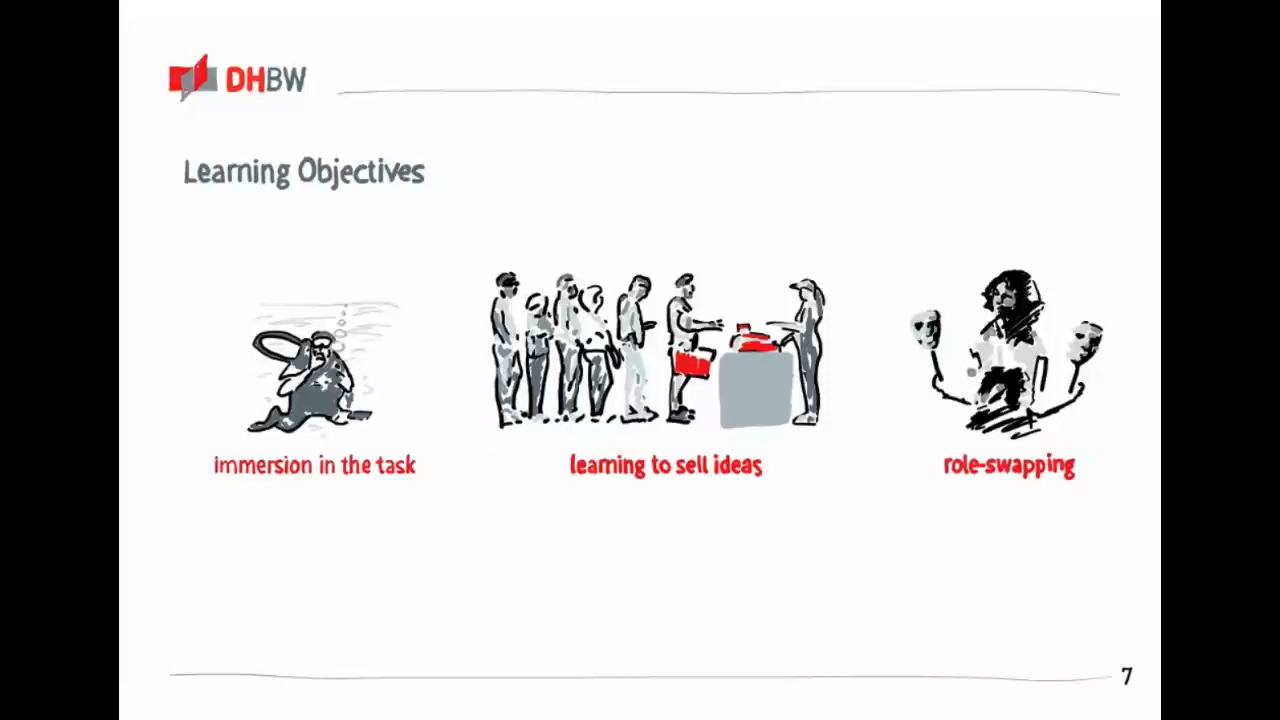 DHBW
Learning Objectives
immersion in the task
learning to sell ideas
role-swapping
7